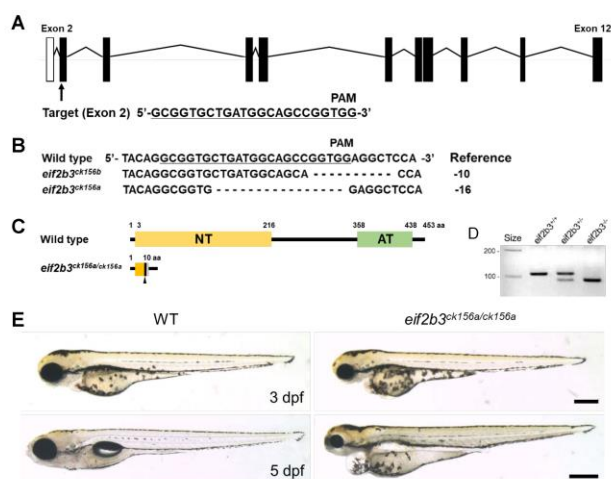 A
Exon 2
Exon 12
PAM
Target (Exon 2) 5'-GCGGTGCTGATGGCAGCCGGTGG-3'
B
PAM
Wild type 5'- TACAGGCGGTGCTGATGGCAGCCGGTGGAGGCTCCA -3' Reference
eif2b3ck156b TACAGGCGGTGCTGATGGCAGCA - - - - - - - - - - CCA -10
eif2b3ck156a TACAGGCGGTG - - - - - - - - - - - - - - - - GAGGCTCCA -16
C
1 3 216 358 438 453 aa
Wild type NT AT
1 10 aa
eif2b3ck156a/ck156a
D
Size eif2b3+/+ eif2b3+/- eif2b3-/-
200
100
E
WT eif2b3ck156a/ck156a
3 dpf
5 dpf